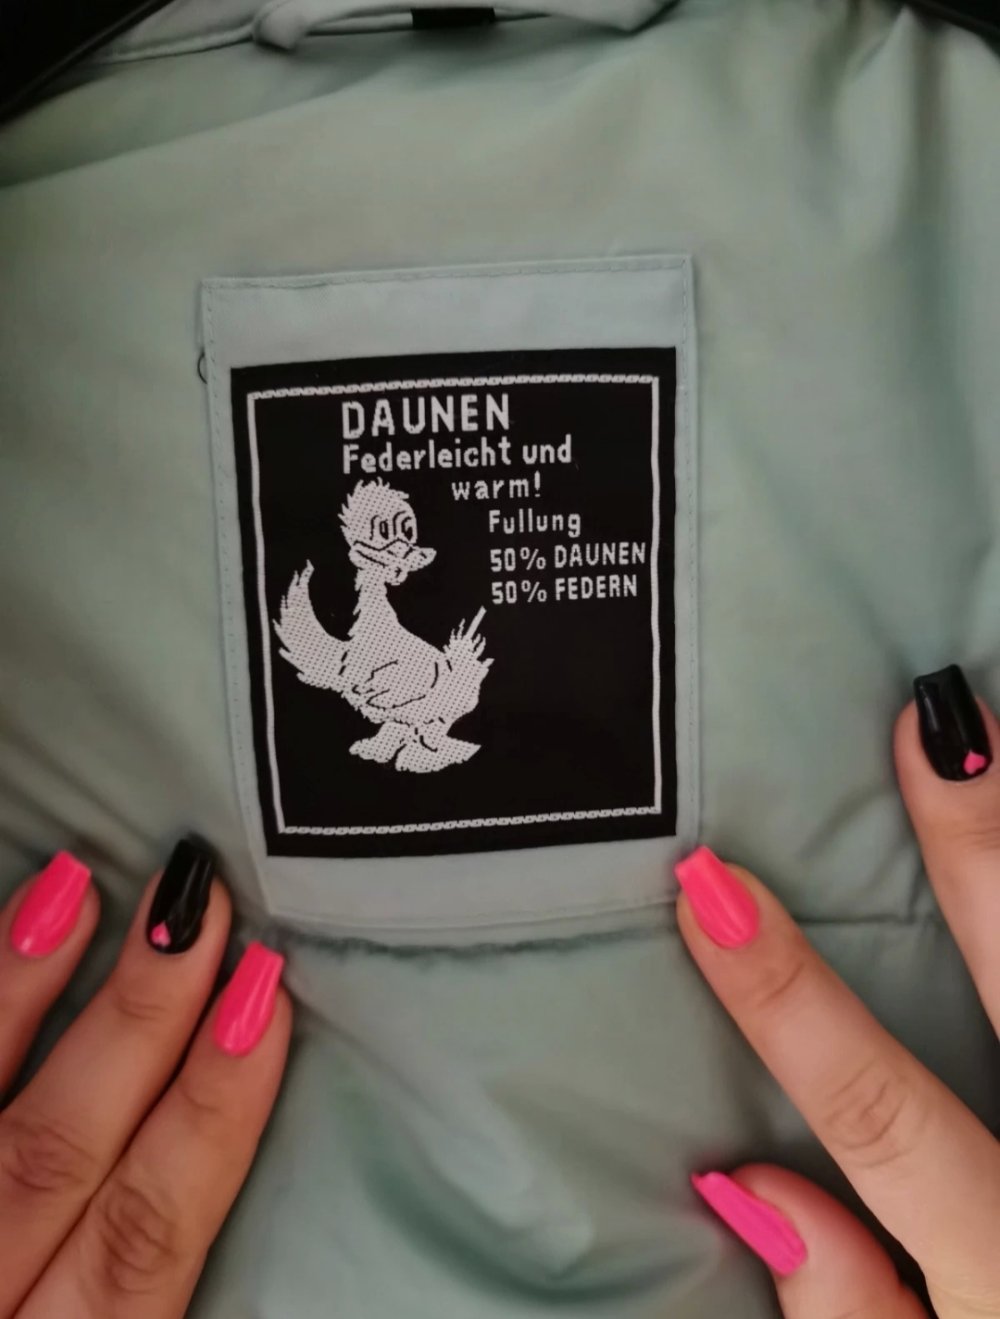 DAUNEN
Federleicht und
warm!
Fullung
50% DAUNEN
50% FEDERN